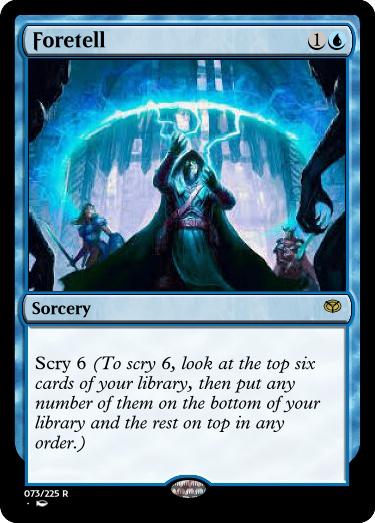 Foretell 1
Sorcery
Scry 6 (To scry 6, look at the top six
cards of your library, then put any
number of them on the bottom of your
library and the rest on top in any
order.)
073/225 R